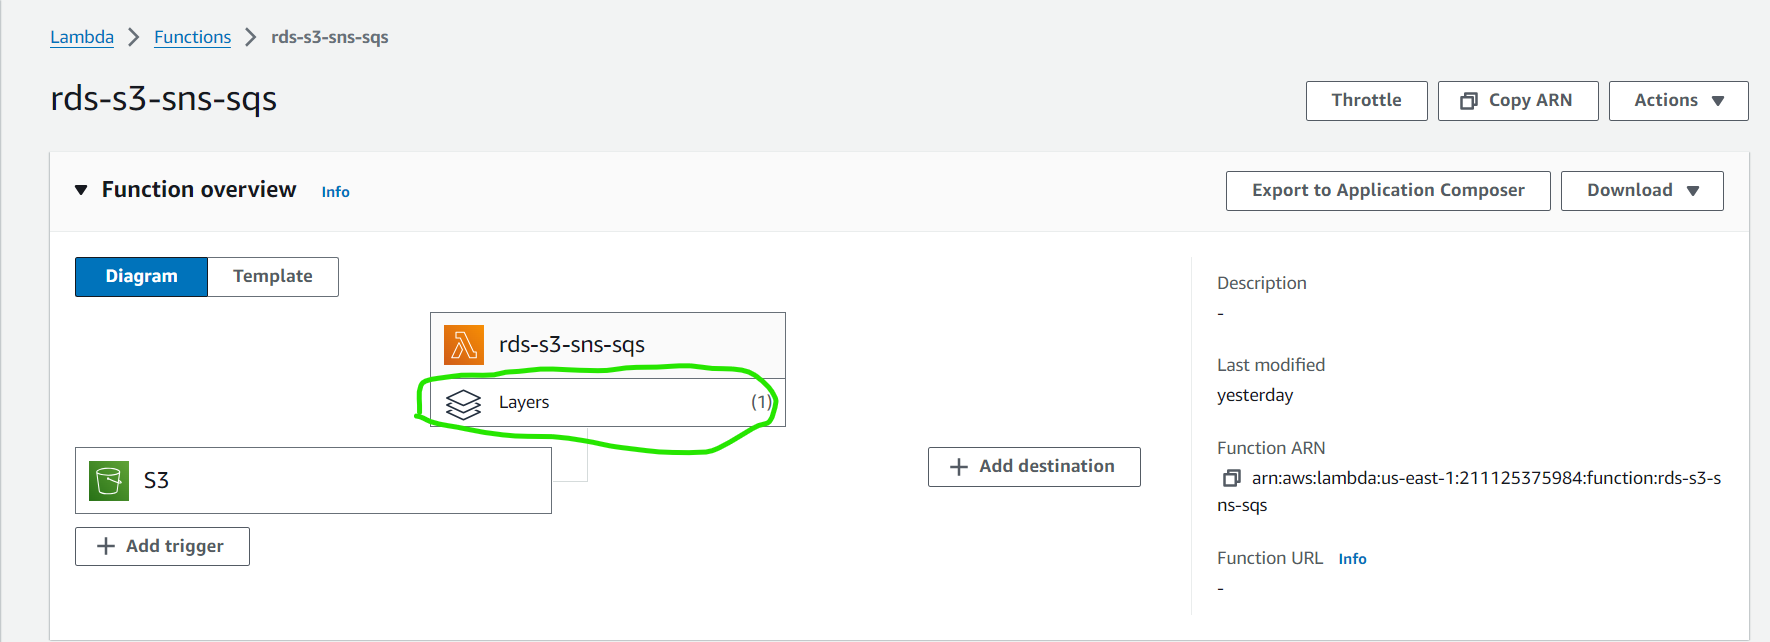 Lambda > Functions > rds-s3-sns-sqs
rds-s3-sns-sqs
Throttle
Copy ARN
Actions
Function overview Info
Export to Application Composer
Download
Diagram
Template
rds-s3-sns-sqs
Layers (1)
S3
Add trigger
Add destination
Description
-
Last modified
yesterday
Function ARN
arn:aws:lambda:us-east-1:211125375984:function:rds-s3-s
ns-sqs
Function URL Info
-